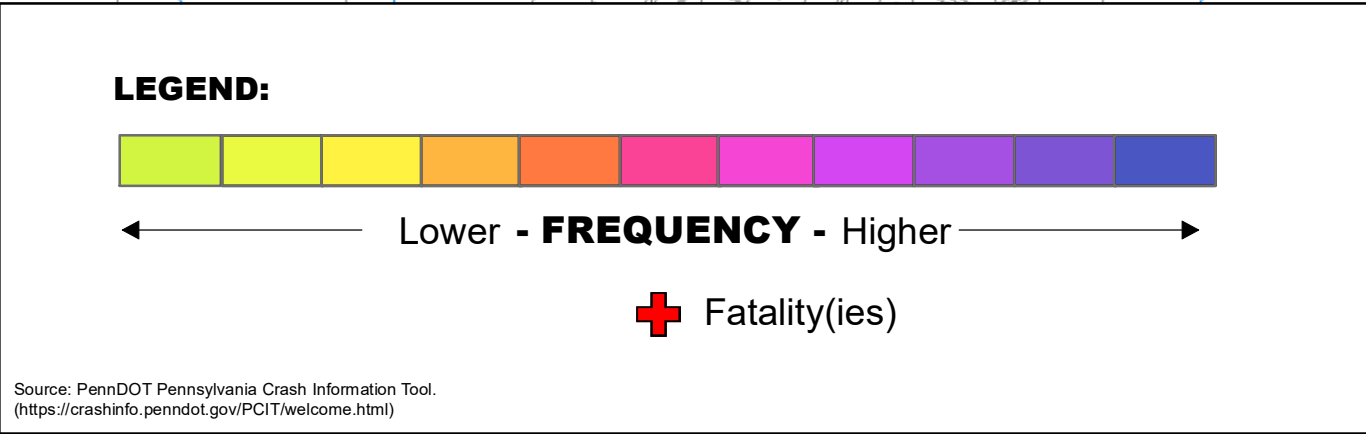 LEGEND:
Lower - FREQUENCY - Higher
Fatality(ies)
Source: PennDOT Pennsylvania Crash Information Tool.
(https://crashinfo.penndot.gov/PCIT/welcome.html)